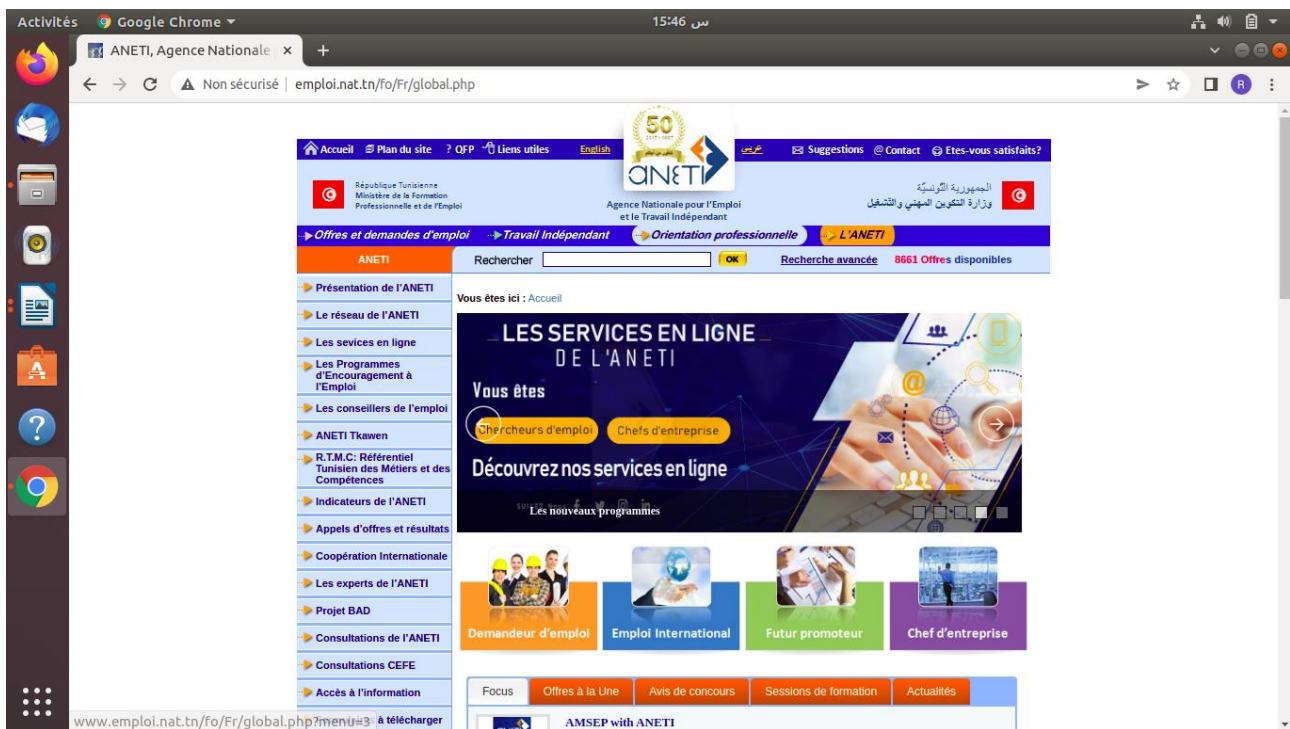 Activités Google Chrome 15:46 س
ANETI, Agence Nationale
Non sécurisé emploi.nat.tn/fo/Fr/global.php
50
2017 - 1967
Accueil Plan du site ? QFP Liens utiles English عربي Suggestions @Contact Etes-vous satisfaits?
aneti
République Tunisienne
Ministère de la Formation
Professionnelle et de l'Emploi
Agence Nationale pour l'Emploi
et le Travail Indépendant
الجمهورية التّونسيّة
وزارة التكوين المهني والتّشغيل
Offres et demandes d'emploi Travail Indépendant Orientation professionnelle L'ANETI
ANETI
Rechercher OK Recherche avancée 8661 Offres disponibles
Présentation de l'ANETI
Le réseau de l'ANETI
Les sevices en ligne
Les Programmes
d'Encouragement à
l'Emploi
Les conseillers de l'emploi
ANETI Tkawen
R.T.M.C: Référentiel
Tunisien des Métiers et des
Compétences
Indicateurs de l'ANETI
Appels d'offres et résultats
Coopération Internationale
Les experts de l'ANETI
Projet BAD
Consultations de l'ANETI
Consultations CEFE
Accès à l'information
à télécharger
Vous êtes ici : Accueil
LES SERVICES EN LIGNE
DE L'ANETI
Vous êtes
Chercheurs d'emploi Chefs d'entreprise
Découvrez nos services en ligne
Les nouveaux programmes
Demandeur d'emploi Emploi International Futur promoteur Chef d'entreprise
Focus Offres à la Une Avis de concours Sessions de formation Actualités
AMSEP with ANETI
www.emploi.nat.tn/fo/Fr/global.php?menu=3